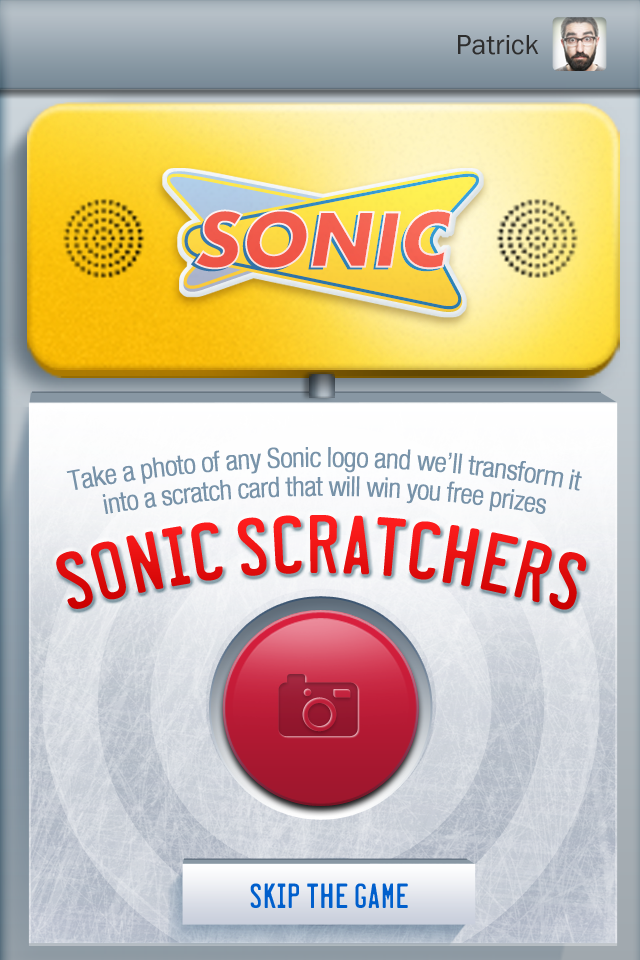 Patrick
SONIC
Take a photo of any Sonic logo and we'll transform it
into a scratch card that will win you free prizes
SONIC SCRATCHERS
SKIP THE GAME